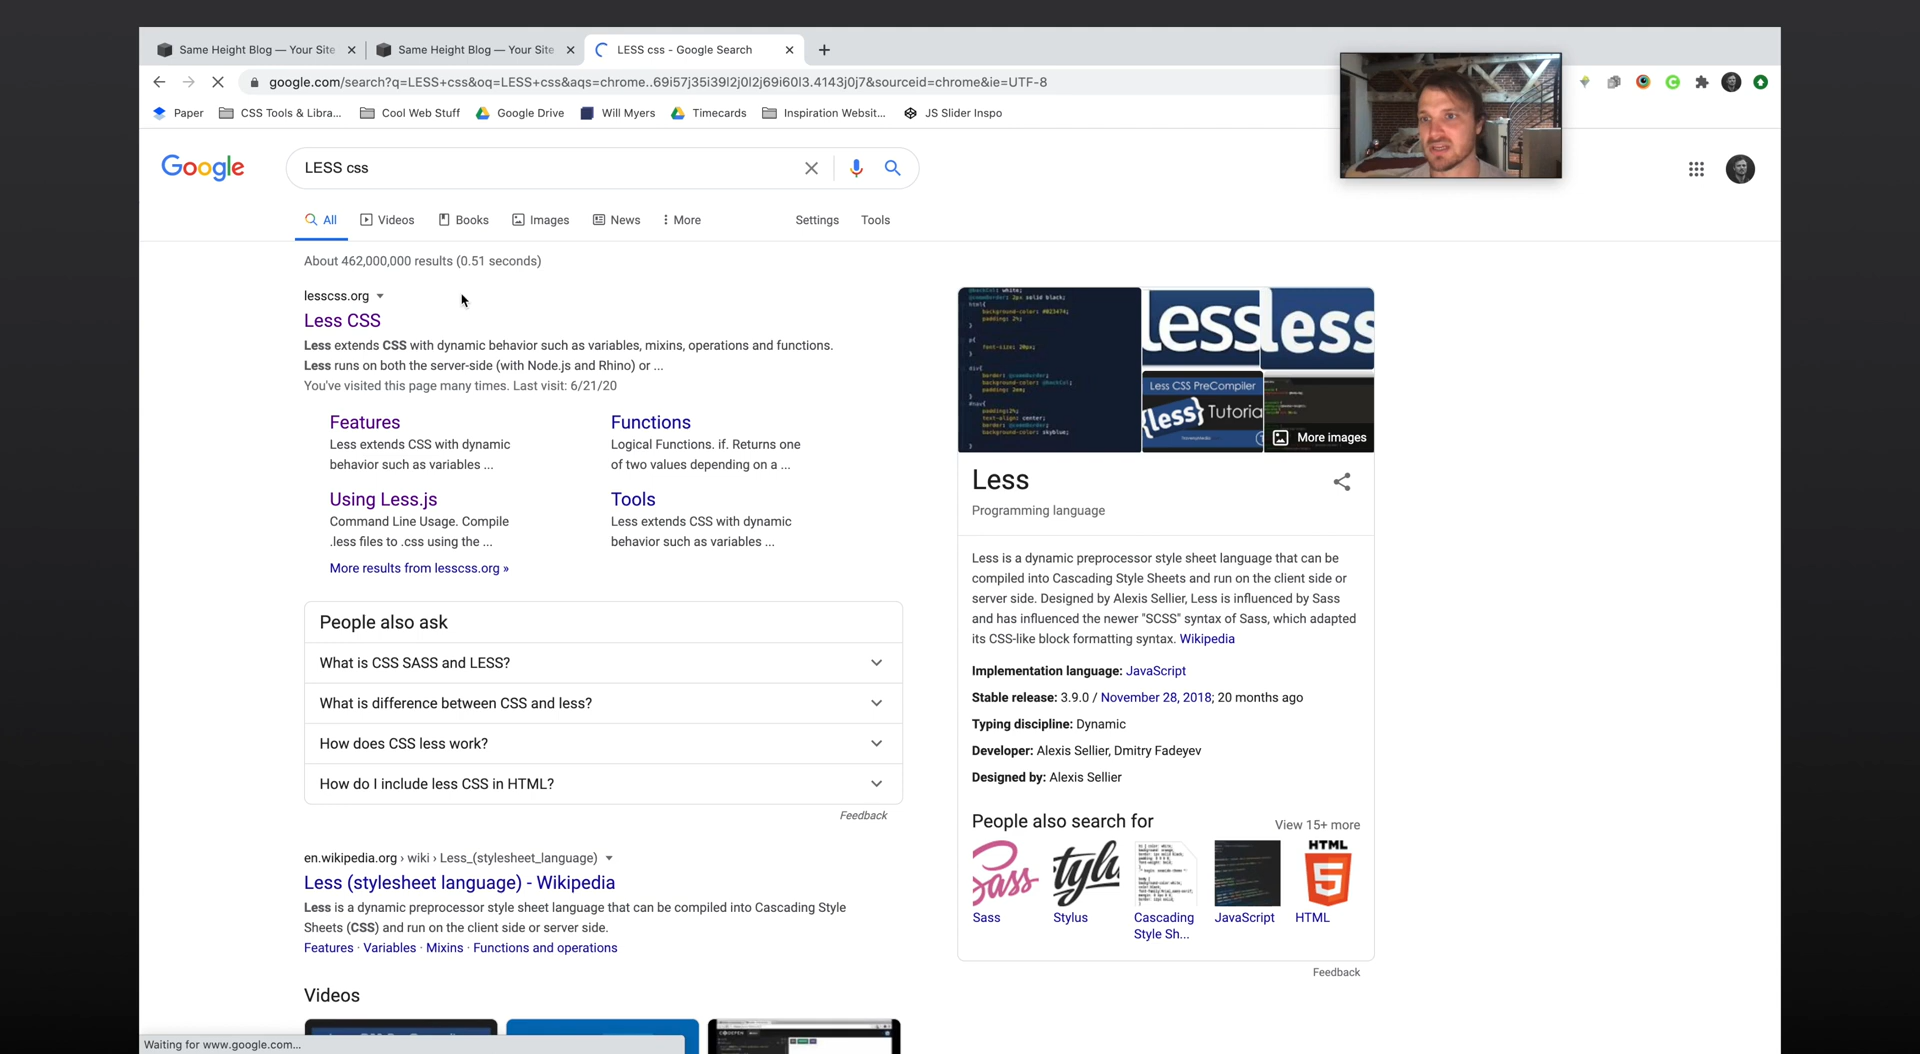 Same Height Blog — Your Site
Same Height Blog — Your Site
LESS css - Google Search
google.com/search?q=LESS+css&oq=LESS+css&aqs=chrome..69i57j35i39l2j0l2j69i60l3.4143j0j7&sourceid=chrome&ie=UTF-8
Paper
CSS Tools & Libra...
Cool Web Stuff
Google Drive
Will Myers
Timecards
Inspiration Websit...
JS Slider Inspo
Google
LESS css
All
Videos
Books
Images
News
More
Settings
Tools
About 462,000,000 results (0.51 seconds)
lesscss.org
Less CSS
Less extends CSS with dynamic behavior such as variables, mixins, operations and functions.
Less runs on both the server-side (with Node.js and Rhino) or ...
You've visited this page many times. Last visit: 6/21/20
Features
Less extends CSS with dynamic
behavior such as variables ...
Functions
Logical Functions. if. Returns one
of two values depending on a ...
Using Less.js
Command Line Usage. Compile
.less files to .css using the ...
Tools
Less extends CSS with dynamic
behavior such as variables ...
More results from lesscss.org »
People also ask
What is CSS SASS and LESS?
What is difference between CSS and less?
How does CSS less work?
How do I include less CSS in HTML?
Feedback
en.wikipedia.org › wiki › Less_(stylesheet_language)
Less (stylesheet language) - Wikipedia
Less is a dynamic preprocessor style sheet language that can be compiled into Cascading Style
Sheets (CSS) and run on the client side or server side.
Features · Variables · Mixins · Functions and operations
Videos
Waiting for www.google.com...
less
less
Less CSS PreCompiler
{less} Tutoria
More images
Less
Programming language
Less is a dynamic preprocessor style sheet language that can be
compiled into Cascading Style Sheets and run on the client side or
server side. Designed by Alexis Sellier, Less is influenced by Sass
and has influenced the newer "SCSS" syntax of Sass, which adapted
its CSS-like block formatting syntax. Wikipedia
Implementation language: JavaScript
Stable release: 3.9.0 / November 28, 2018; 20 months ago
Typing discipline: Dynamic
Developer: Alexis Sellier, Dmitry Fadeyev
Designed by: Alexis Sellier
People also search for
View 15+ more
Sass
Stylu
HTML
5
Sass
Stylus
Cascading
Style Sh...
JavaScript
HTML
Feedback